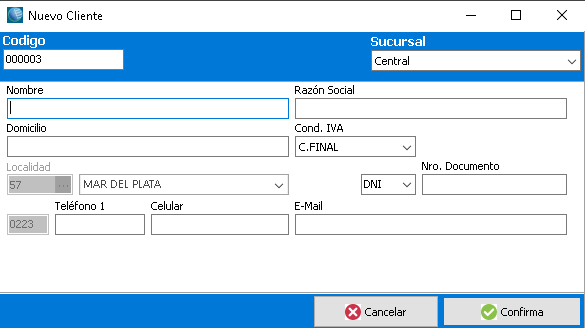 Nuevo Cliente
Codigo Sucursal
000003 Central
Nombre Razón Social
Domicilio Cond. IVA
C.FINAL
Localidad Nro. Documento
57 ... MAR DEL PLATA DNI
Teléfono 1 Celular E-Mail
0223
Cancelar Confirma